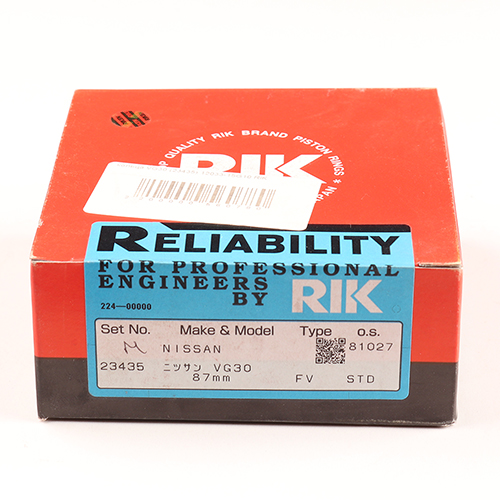 TOP QUALITY RIK BRAND PISTON RINGS
RIK
RELIABILITY
FOR PROFESSIONAL
ENGINEERS
BY RIK
224-00000
Set No. Make & Model Type o.s.
NISSAN 81027
23435 ニッサン VG30
87mm FV STD